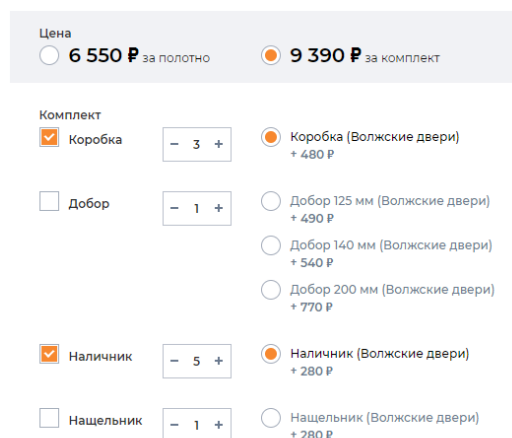 Цена
6 550 ₽ за полотно
9 390 ₽ за комплект
Комплект
Коробка
− 3 +
Коробка (Волжские двери)
+ 480 ₽
Добор
− 1 +
Добор 125 мм (Волжские двери)
+ 490 ₽
Добор 140 мм (Волжские двери)
+ 540 ₽
Добор 200 мм (Волжские двери)
+ 770 ₽
Наличник
− 5 +
Наличник (Волжские двери)
+ 280 ₽
Нащельник
− 1 +
Нащельник (Волжские двери)
+ 280 ₽